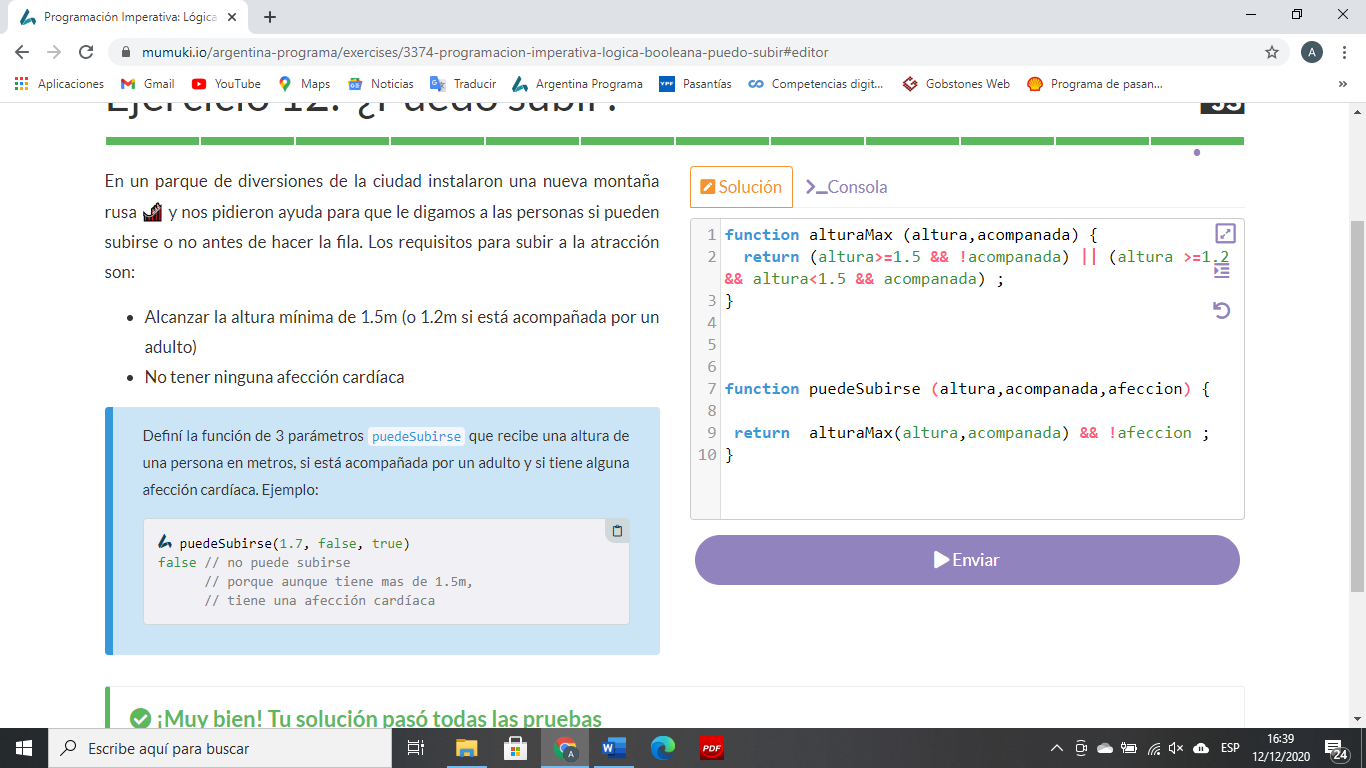 Programación Imperativa: Lógica
mumuki.io/argentina-programa/exercises/3374-programacion-imperativa-logica-booleana-puedo-subir#editor
A
Aplicaciones Gmail YouTube Maps Noticias Traducir Argentina Programa YPF Pasantías Competencias digit... Gobstones Web Programa de pasan... »
Ejercicio 12: ¿Puedo subir?
En un parque de diversiones de la ciudad instalaron una nueva montaña
rusa y nos pidieron ayuda para que le digamos a las personas si pueden
subirse o no antes de hacer la fila. Los requisitos para subir a la atracción
son:
• Alcanzar la altura mínima de 1.5m (o 1.2m si está acompañada por un
adulto)
• No tener ninguna afección cardíaca
Definí la función de 3 parámetros puedeSubirse que recibe una altura de
una persona en metros, si está acompañada por un adulto y si tiene alguna
afección cardíaca. Ejemplo:
puedeSubirse(1.7, false, true)
false // no puede subirse
// porque aunque tiene mas de 1.5m,
// tiene una afección cardíaca
Solución >_Consola
1 function alturaMax (altura,acompanada) {
2 return (altura>=1.5 && !acompanada) || (altura >=1.2
&& altura<1.5 && acompanada) ;
3 }
4
5
6
7 function puedeSubirse (altura,acompanada,afeccion) {
8
9 return alturaMax(altura,acompanada) && !afeccion ;
10 }
Enviar
¡Muy bien! Tu solución pasó todas las pruebas
Escribe aquí para buscar
A
W
PDF
ESP
16:39
12/12/2020
24